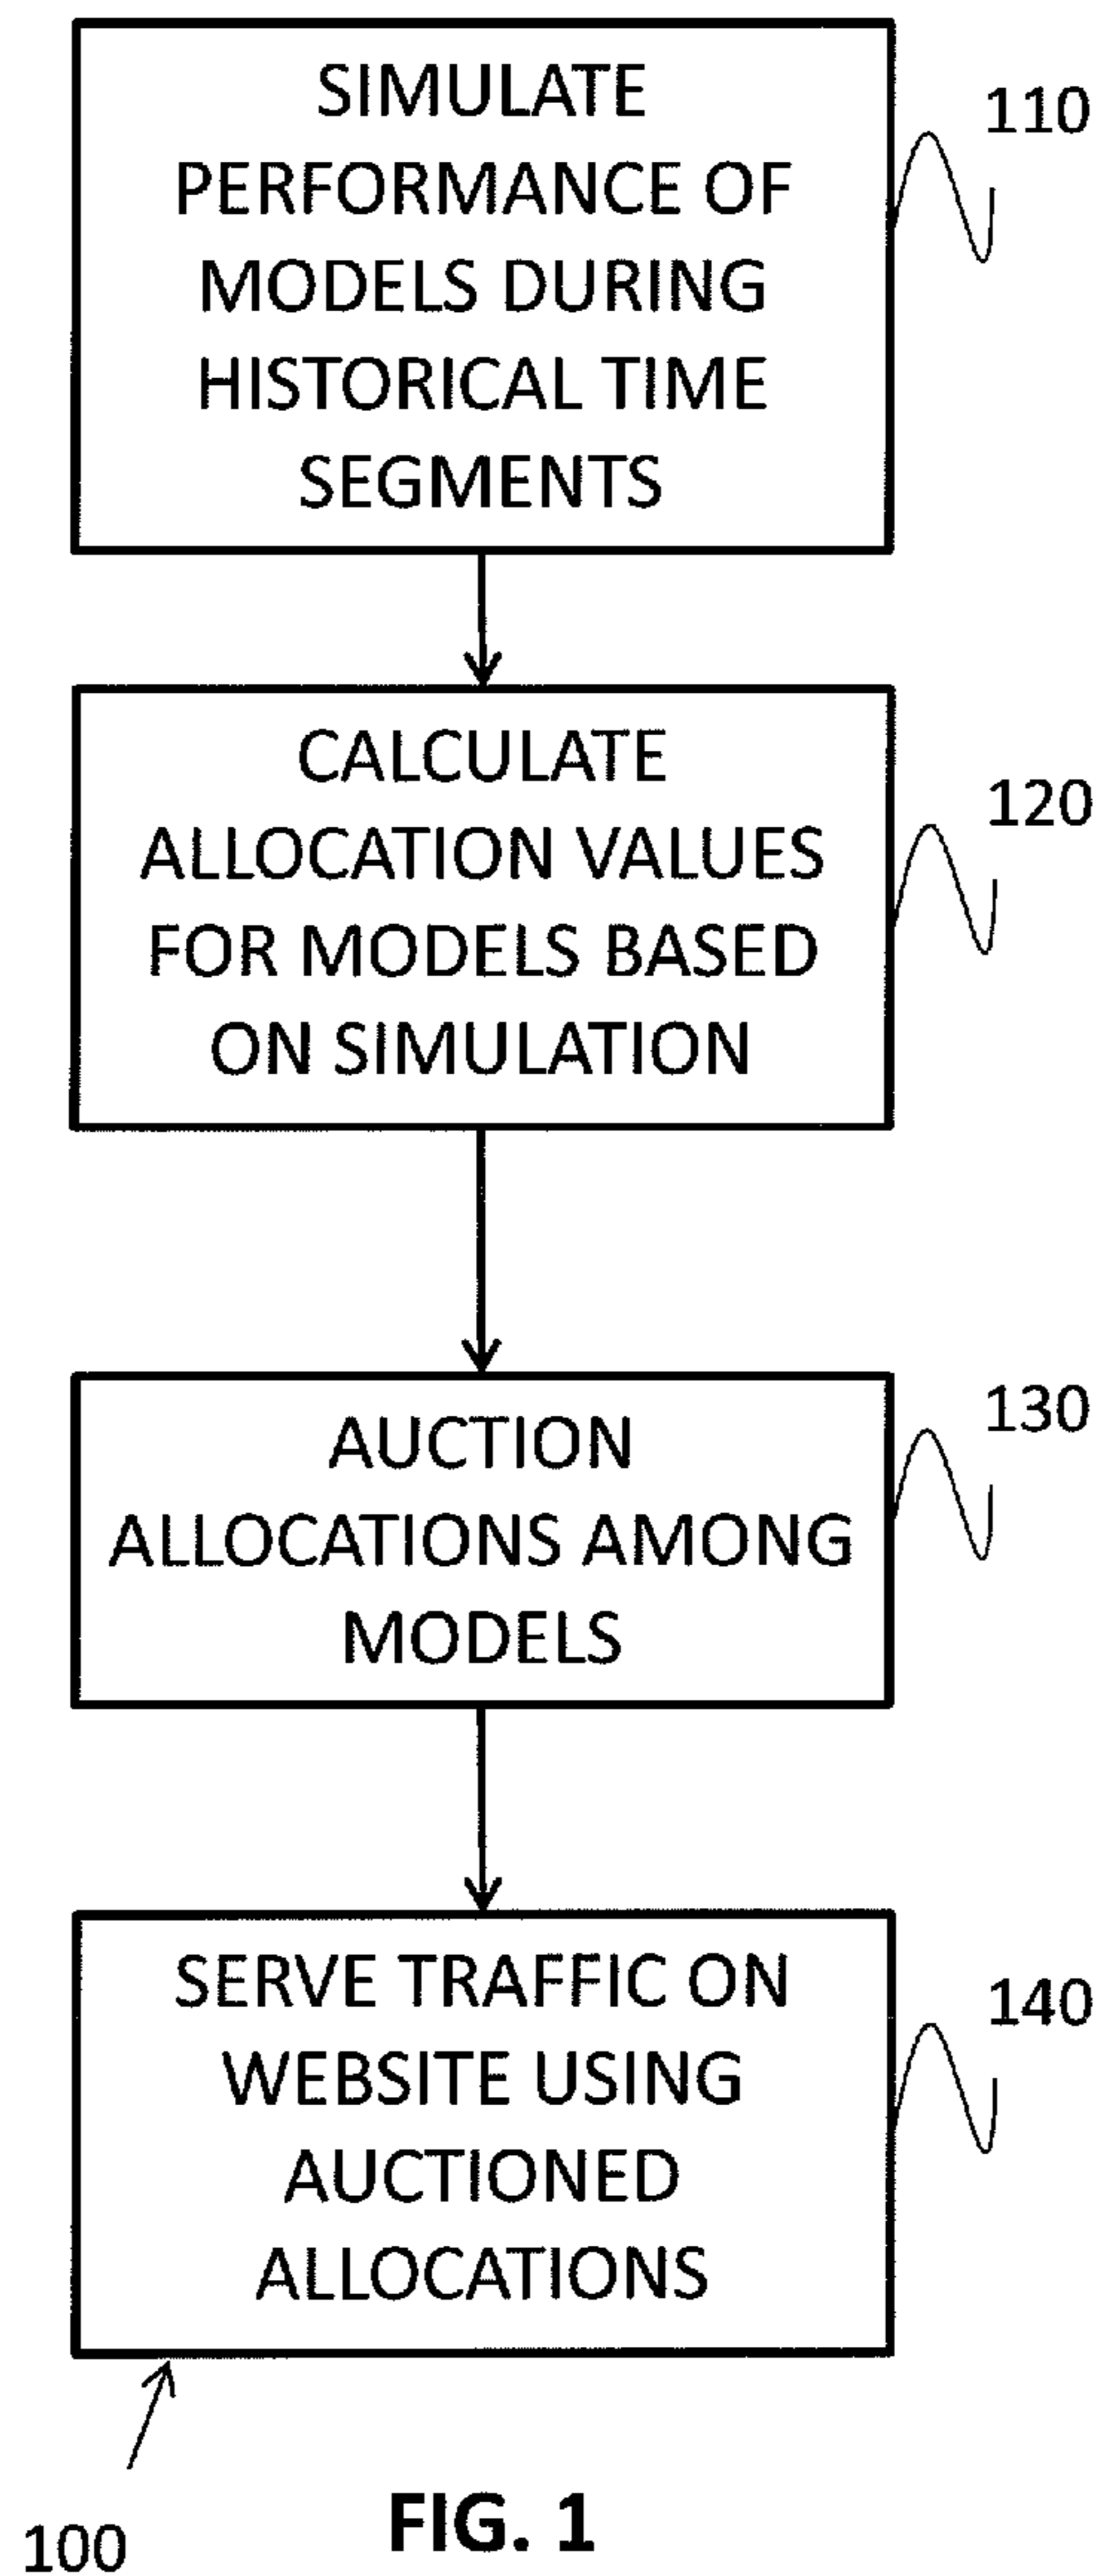 SIMULATE
PERFORMANCE OF
MODELS DURING
HISTORICAL TIME
SEGMENTS
110
CALCULATE
ALLOCATION VALUES
FOR MODELS BASED
ON SIMULATION
120
AUCTION
ALLOCATIONS AMONG
MODELS
130
SERVE TRAFFIC ON
WEBSITE USING
AUCTIONED
ALLOCATIONS
140
100
FIG. 1